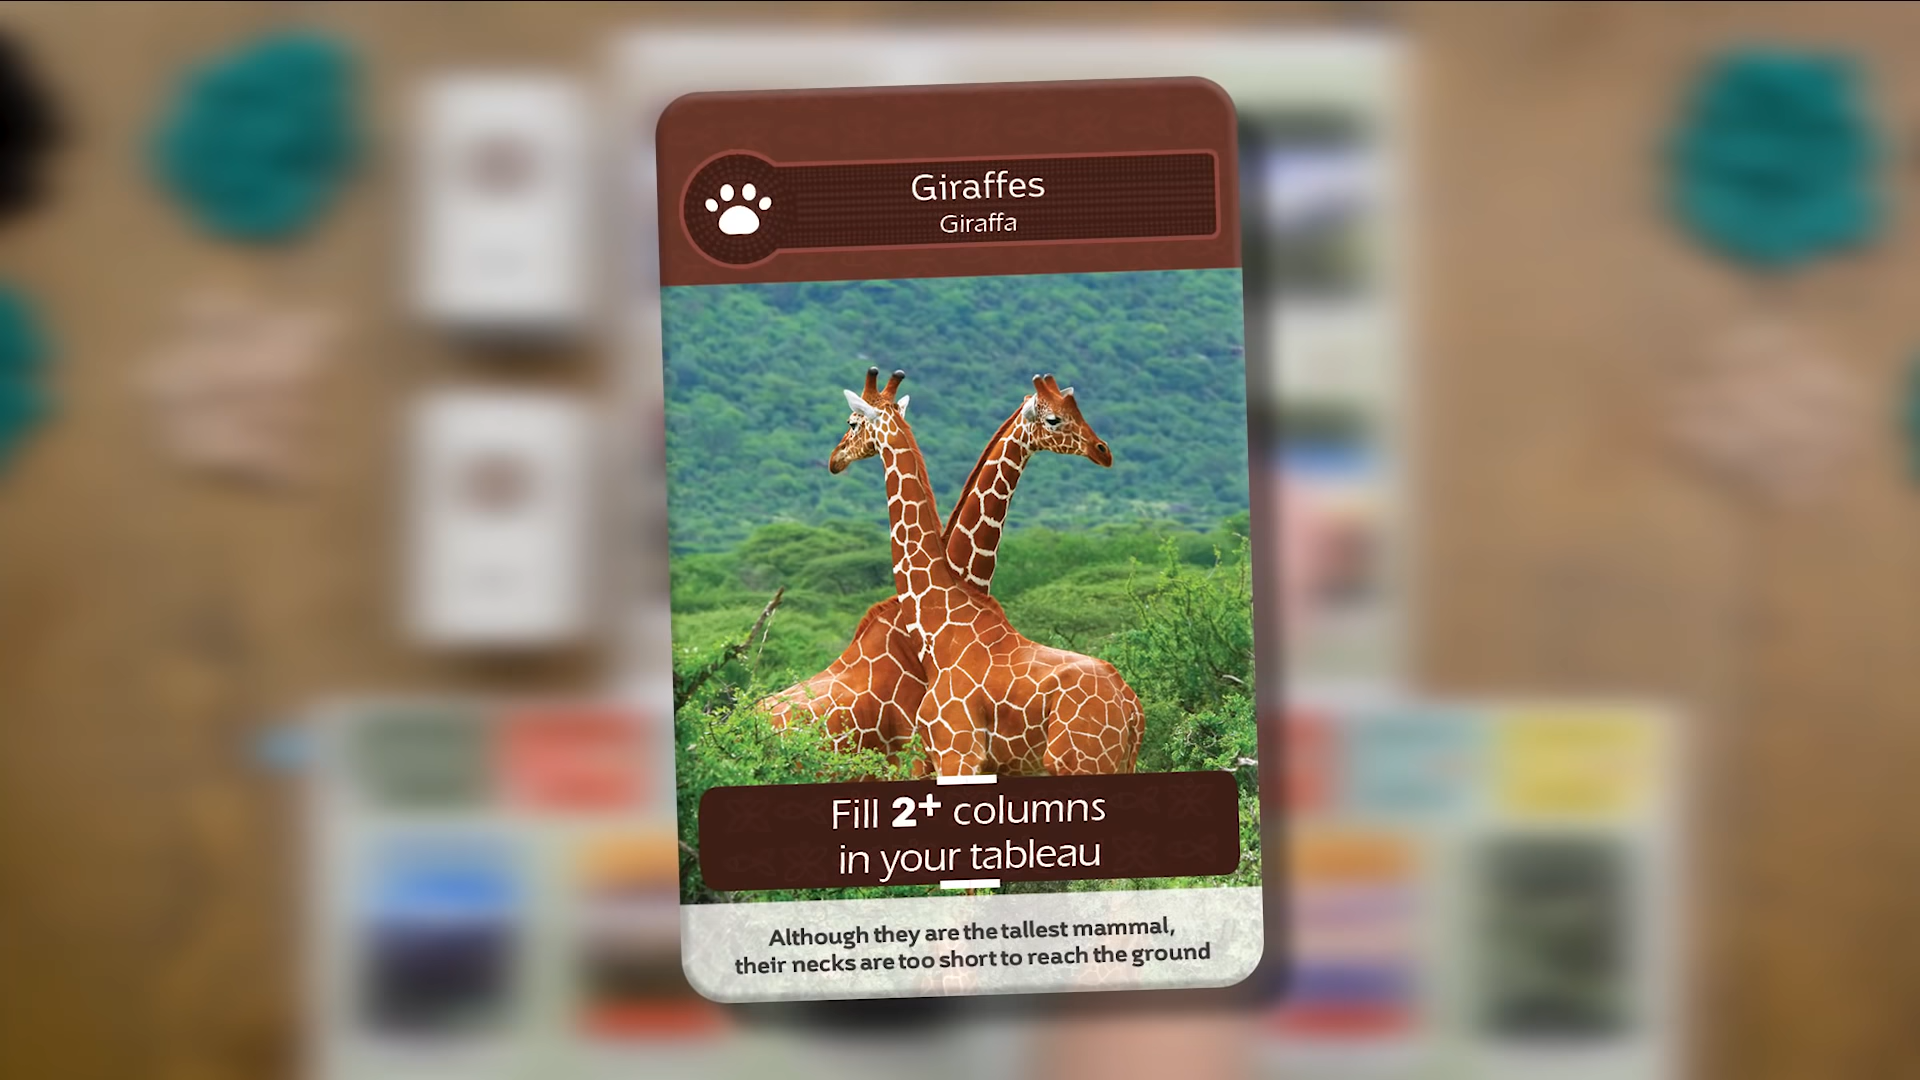 Giraffes
Giraffa
Fill 2+ columns
in your tableau
Although they are the tallest mammal,
their necks are too short to reach the ground